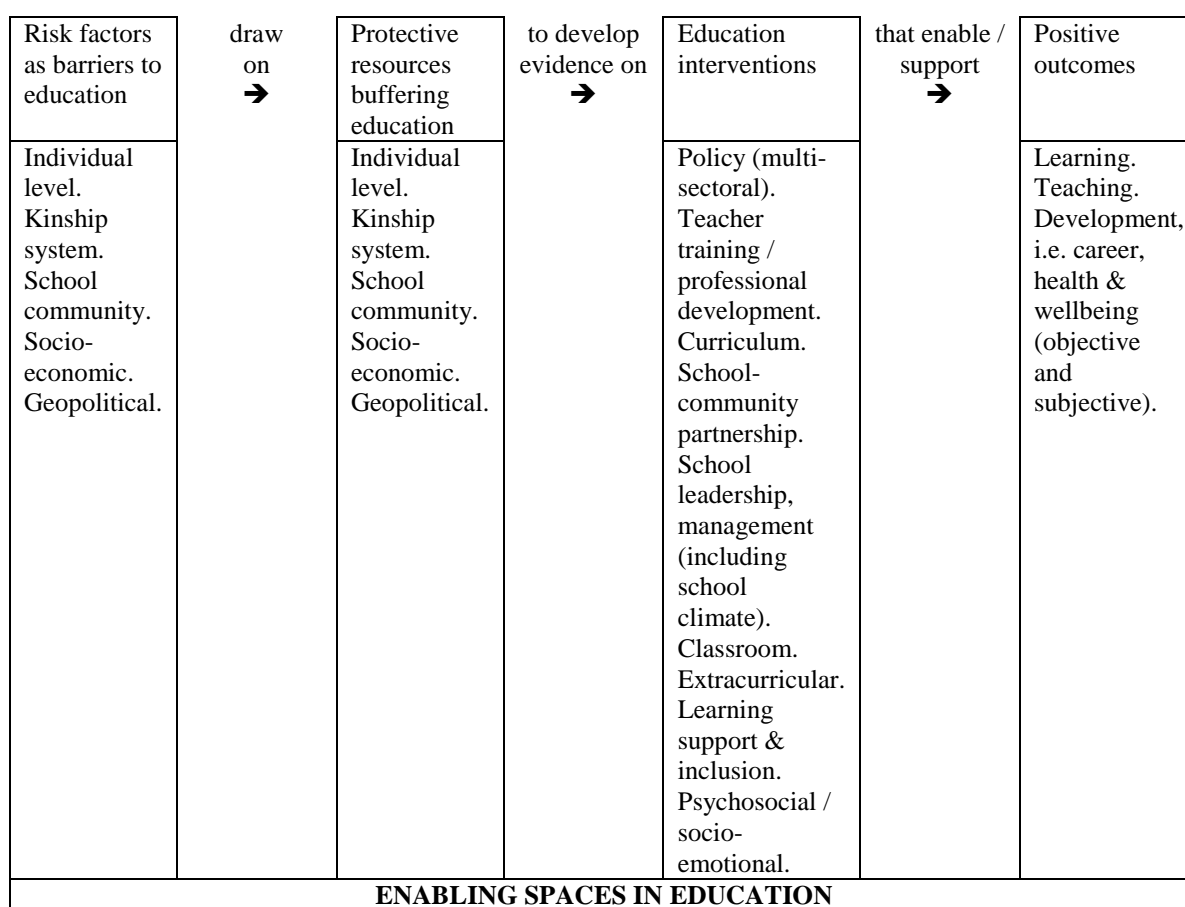 Risk factors
as barriers to
education
draw
on
➔
Protective
resources
buffering
education
to develop
evidence on
➔
Education
interventions
that enable /
support
➔
Positive
outcomes
Individual
level.
Kinship
system.
School
community.
Socio-
economic.
Geopolitical.
Individual
level.
Kinship
system.
School
community.
Socio-
economic.
Geopolitical.
Policy (multi-
sectoral).
Teacher
training /
professional
development.
Curriculum.
School-
community
partnership.
School
leadership,
management
(including
school
climate).
Classroom.
Extracurricular.
Learning
support &
inclusion.
Psychosocial /
socio-
emotional.
Learning.
Teaching.
Development,
i.e. career,
health &
wellbeing
(objective
and
subjective).
ENABLING SPACES IN EDUCATION